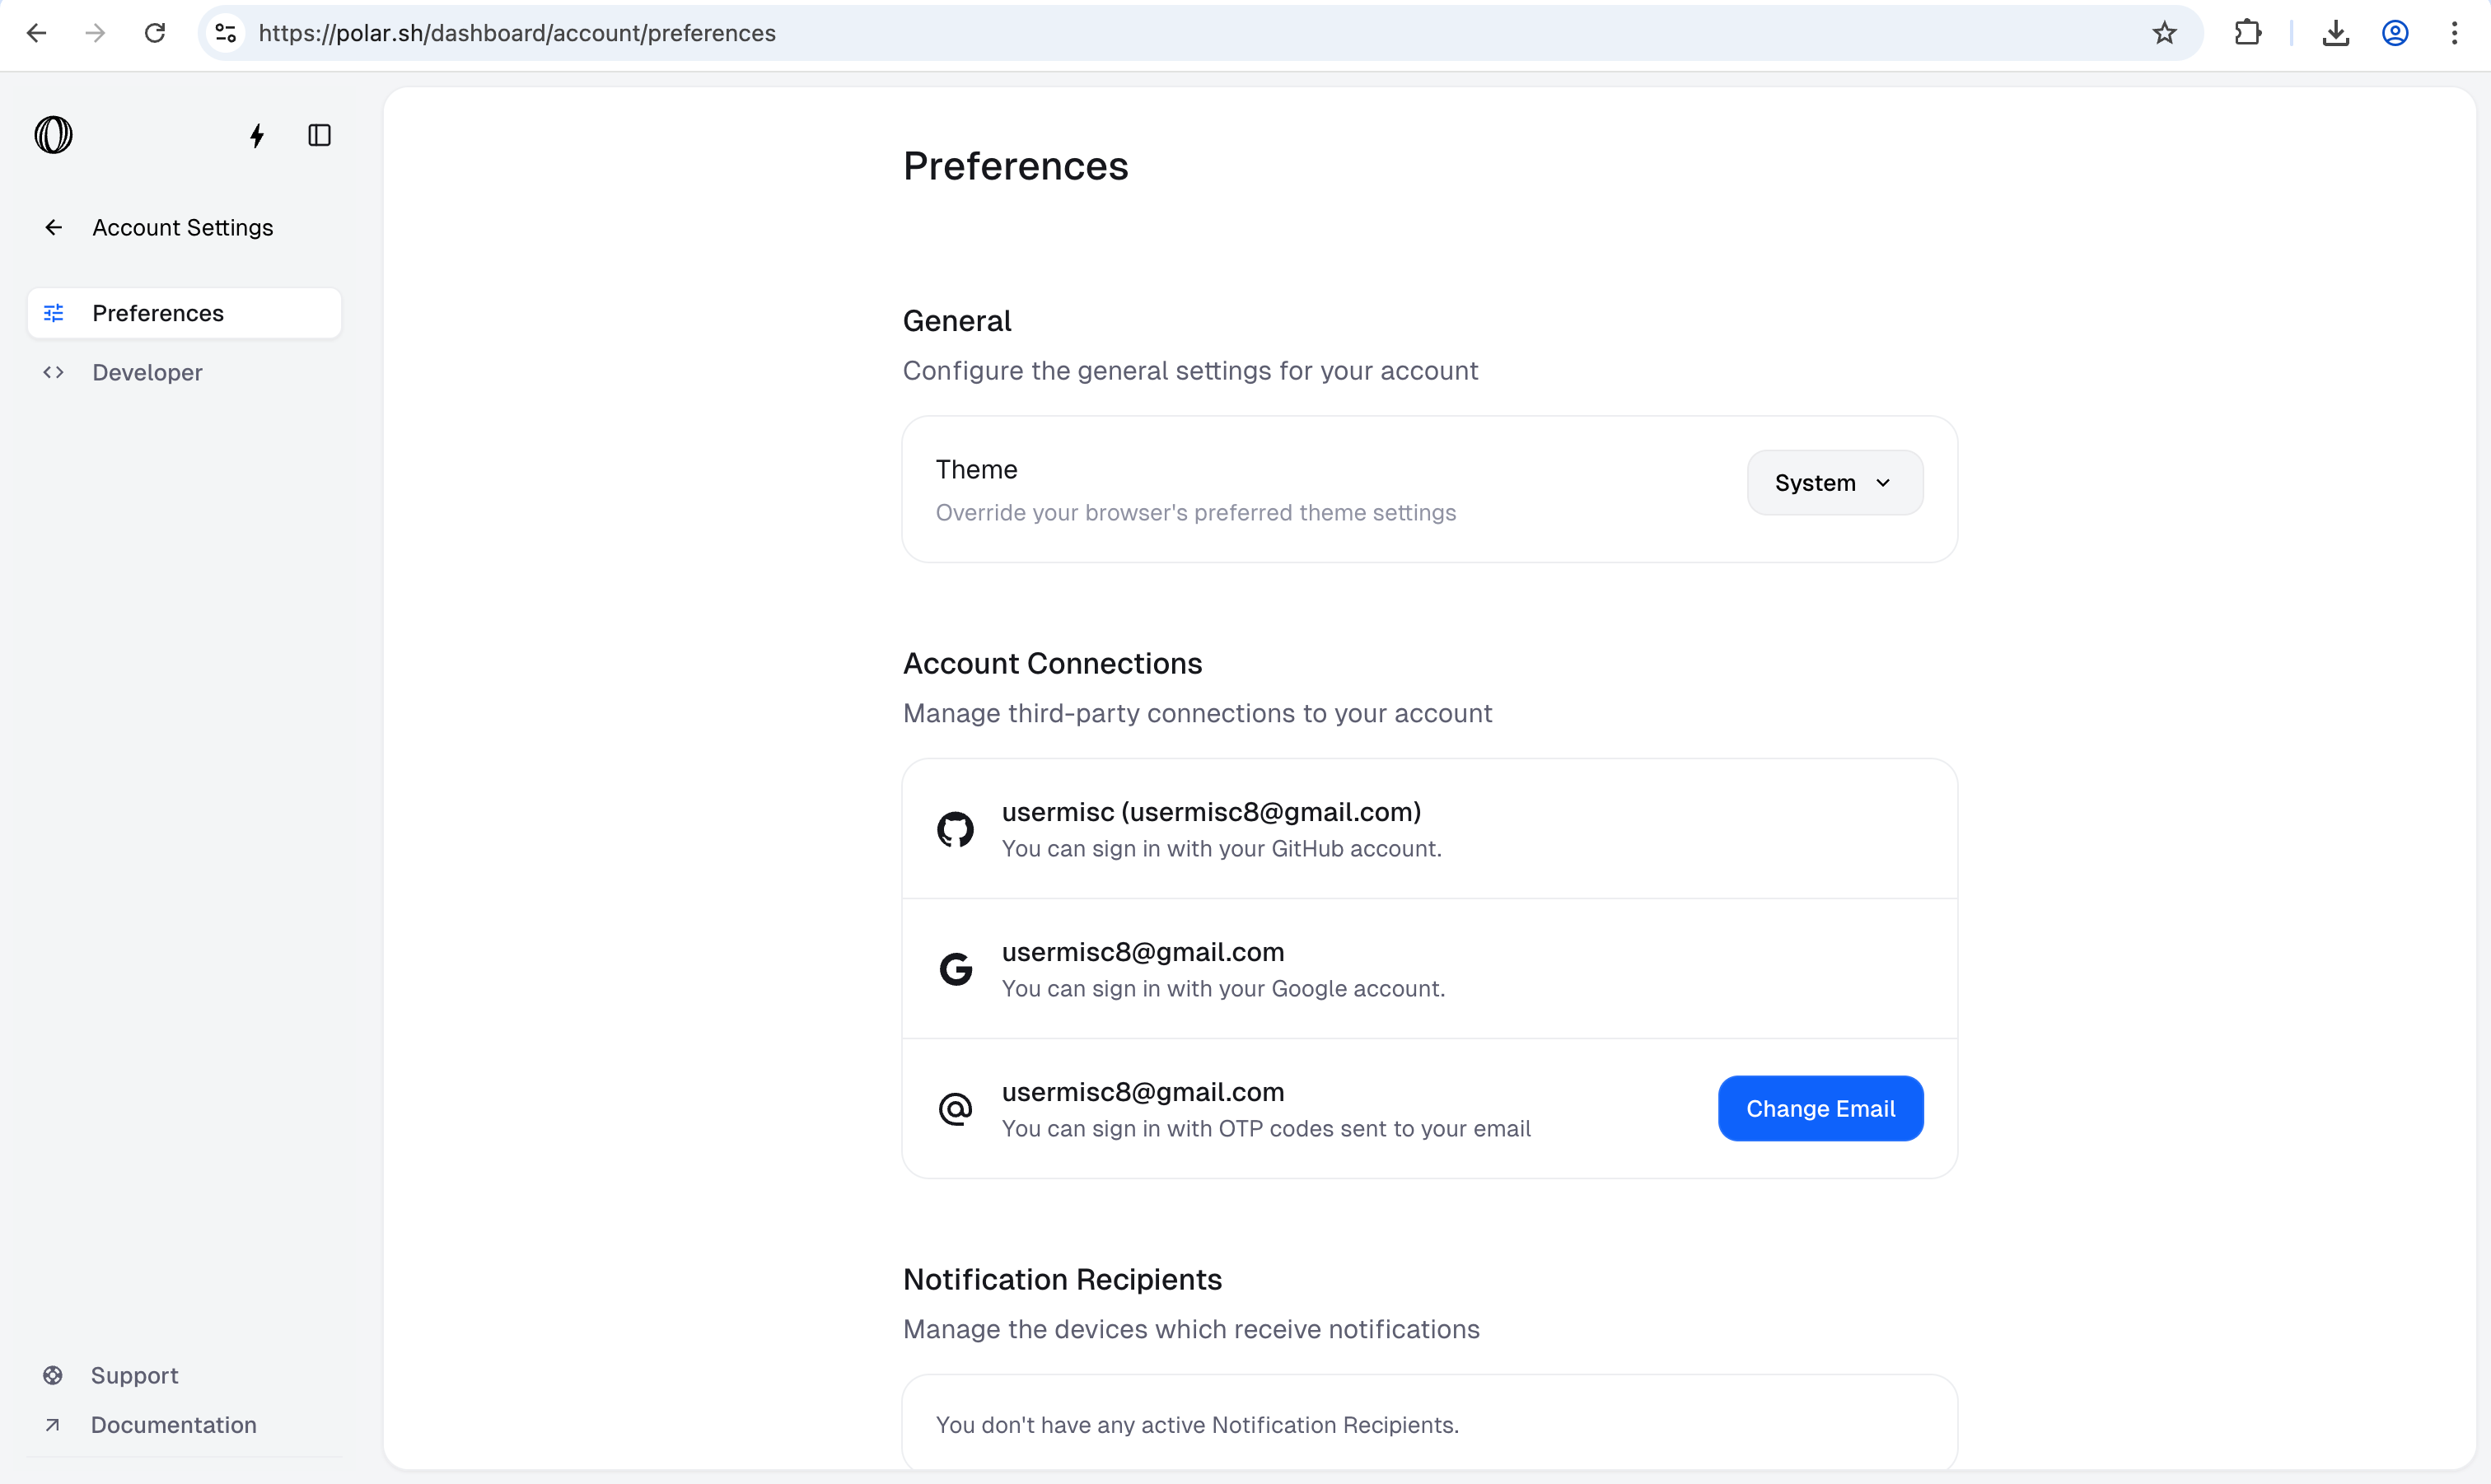 https://polar.sh/dashboard/account/preferences
Account Settings
Preferences
Developer
Support
Documentation
Preferences
General
Configure the general settings for your account
Theme
Override your browser's preferred theme settings
System
Account Connections
Manage third-party connections to your account
usermisc (usermisc8@gmail.com)
You can sign in with your GitHub account.
usermisc8@gmail.com
You can sign in with your Google account.
usermisc8@gmail.com
You can sign in with OTP codes sent to your email
Change Email
Notification Recipients
Manage the devices which receive notifications
You don't have any active Notification Recipients.